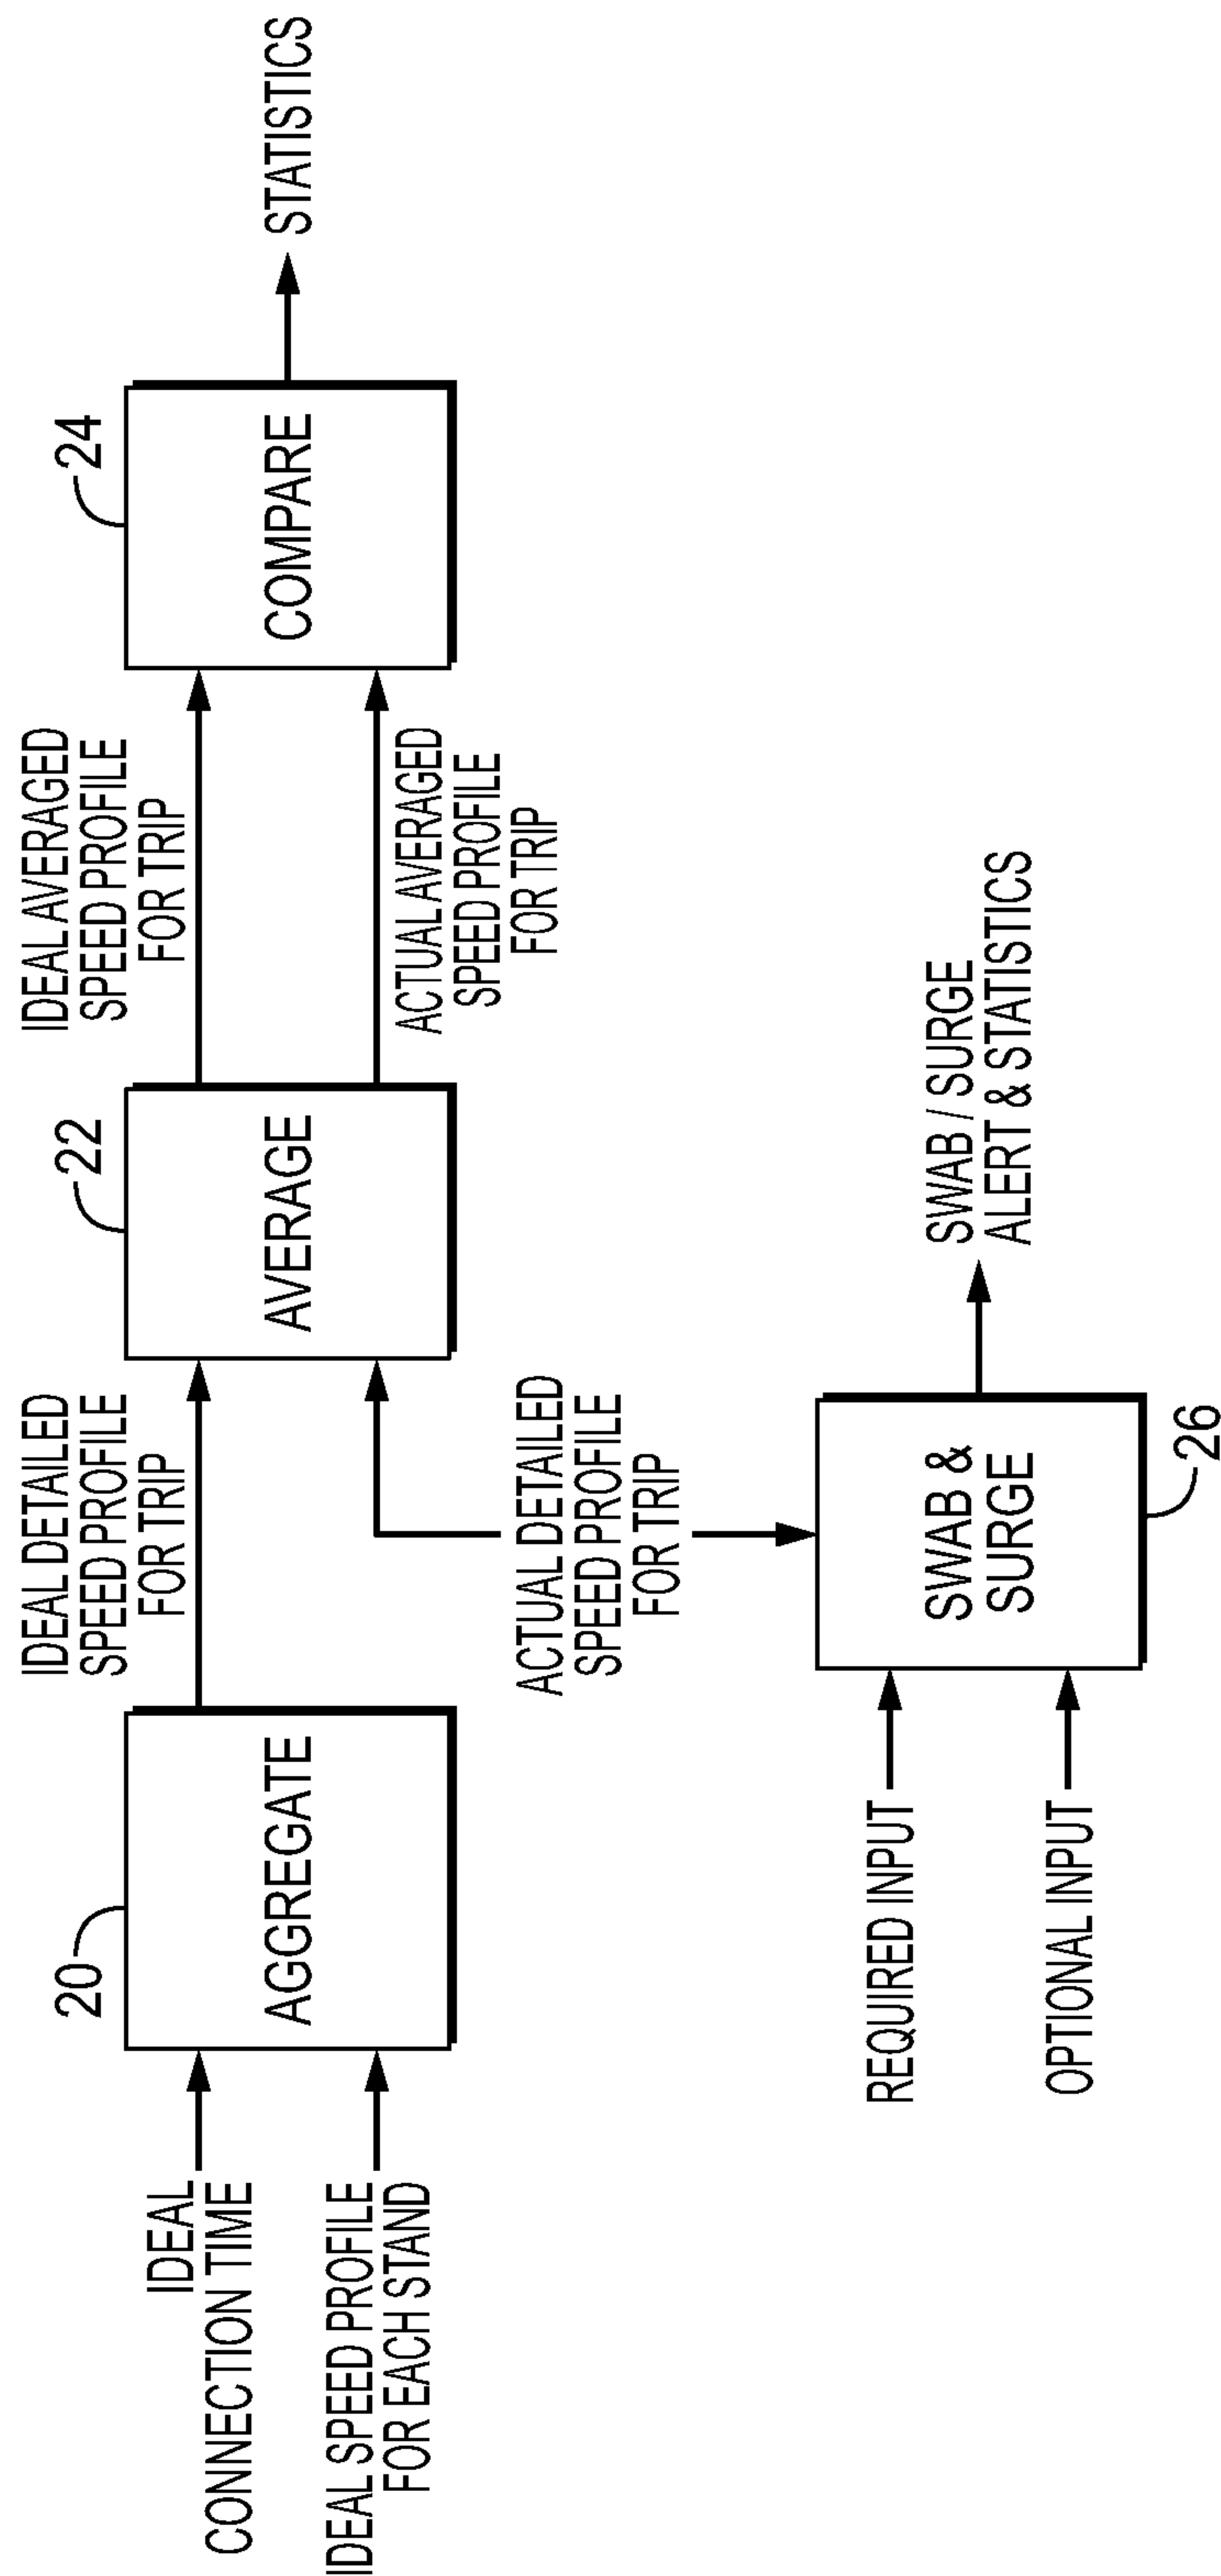 IDEAL
CONNECTION TIME
IDEAL SPEED PROFILE
FOR EACH STAND
20
AGGREGATE
IDEAL DETAILED
SPEED PROFILE
FOR TRIP
22
AVERAGE
IDEAL AVERAGED
SPEED PROFILE
FOR TRIP
ACTUAL AVERAGED
SPEED PROFILE
FOR TRIP
24
COMPARE
STATISTICS
ACTUAL DETAILED
SPEED PROFILE
FOR TRIP
REQUIRED INPUT
OPTIONAL INPUT
SWAB &
SURGE
26
SWAB / SURGE
ALERT & STATISTICS